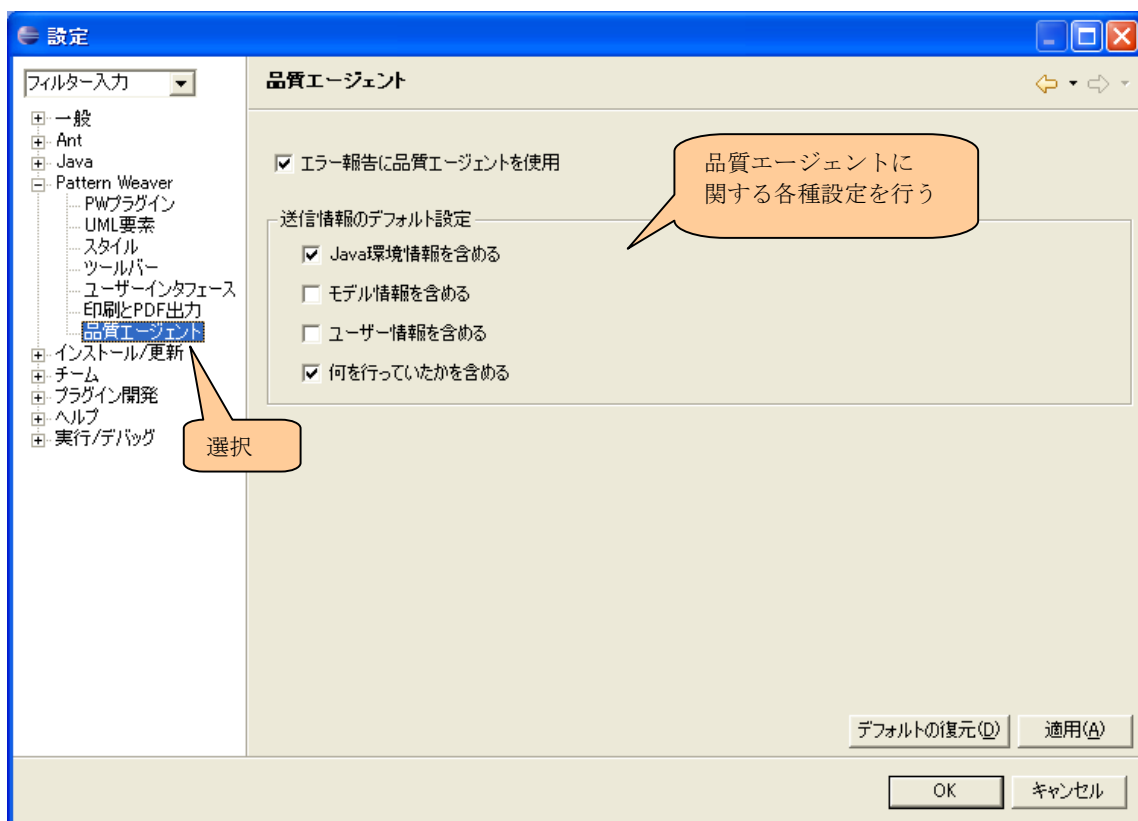 設定
フィルター入力
品質エージェント
一般
Ant
Java
Pattern Weaver
PWプラグイン
UML要素
スタイル
ツールバー
ユーザーインタフェース
印刷とPDF出力
品質エージェント
インストール/更新
チーム
プラグイン開発
ヘルプ
実行/デバッグ
選択
エラー報告に品質エージェントを使用
品質エージェントに
関する各種設定を行う
送信情報のデフォルト設定
Java環境情報を含める
モデル情報を含める
ユーザー情報を含める
何を行っていたかを含める
デフォルトの復元(D)
適用(A)
OK
キャンセル